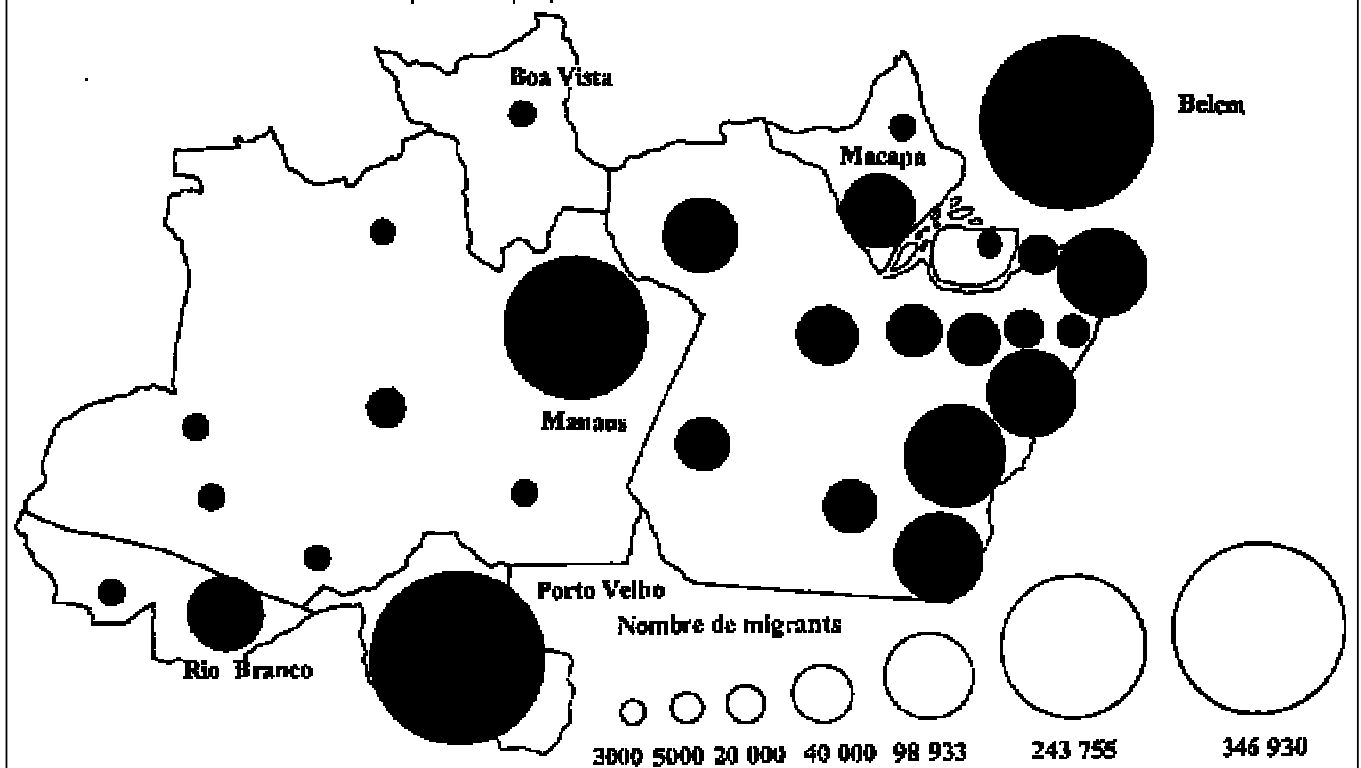 Boa Vista
Belem
Macapa
Manaus
Porto Velho
Nombre de migrants
Rio Branco
3000 5000 20 000 40 000 98 933 243 755 346 930